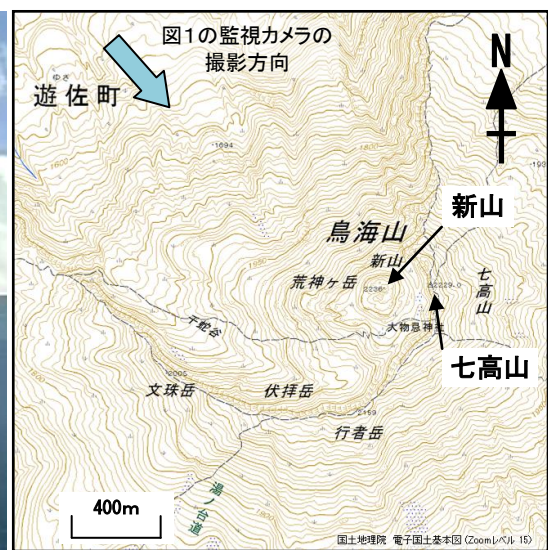 図1の監視カメラの
撮影方向
N
ゆざ
遊佐町
1694
1800
新山
鳥海山
新山
荒神ヶ岳
2236
2229.0
七高山
大物忌神社
千蛇谷
七高山
2005
文珠岳
伏拝岳
2159
行者岳
湯ノ台道
400m
国土地理院 電子国土基本図(Zoomレベル 15)